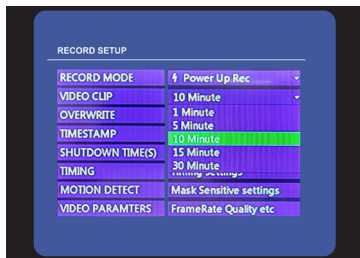 RECORD SETUP
RECORD MODE Power Up Rec
VIDEO CLIP 10 Minute
OVERWRITE 1 Minute
5 Minute
TIMESTAMP 10 Minute
SHUTDOWN TIME(S) 15 Minute
30 Minute
TIMING Timing Settings
MOTION DETECT Mask Sensitive settings
VIDEO PARAMTERS FrameRate Quality etc